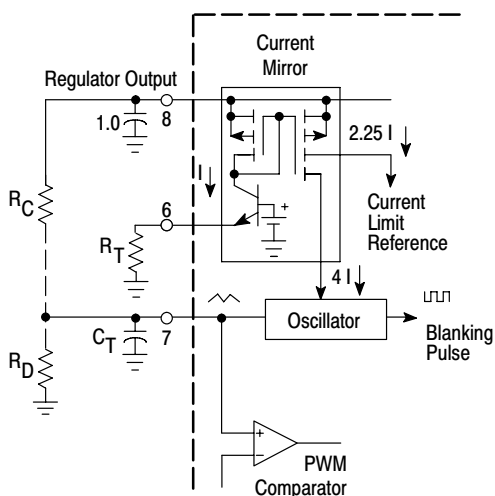 Current
Mirror
Regulator Output
1.0
8
2.25 I
I
R_C
6
Current
Limit
Reference
R_T
4 I
Oscillator
Blanking
Pulse
C_T
7
R_D
+
+
−
PWM
Comparator